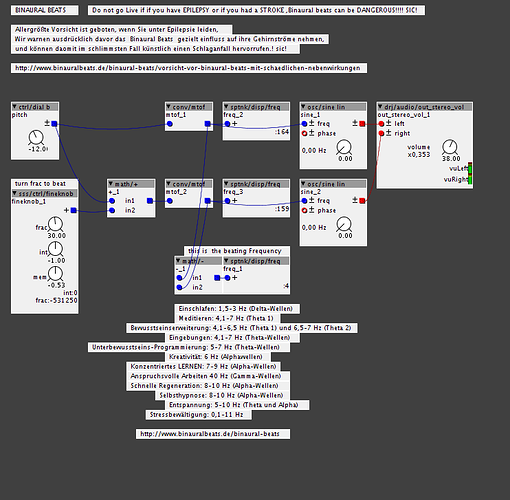 BINAURAL BEATS
Do not go Live if if you have EPILEPSY or if you had a STROKE ,Binaural beats can be DANGEROUS!!!! SIC!
Allergrößte Vorsicht ist geboten, wenn Sie unter Epilepsie leiden,
Wir warnen ausdrücklich davor das Binaural Beats gezielt einfluss auf ihre Gehirnströme nehmen,
und können daomit im schlimmsten Fall künstlich einen Schlaganfall hervorrufen.! sic!
http://www.binauralbeats.de/binaural-beats/vorsicht-vor-binaural-beats-mit-schaedlichen-nebenwirkungen
ctrl/dial b
pitch
-12.0
conv/mtof
mtof_1
sptnk/disp/freq
freq_2
+
:164
osc/sine lin
sine_1
freq
phase
0,00 Hz
0.00
drj/audio/out_stereo_vol
out_stereo_vol_1
left
right
volume
x0,353
38.00
vuLeft
vuRight
turn frac to beat
sss/ctrl/fineknob
fineknob_1
+
frac
30.00
int
-1.00
mem
-0.53
int:0
frac:-531250
math/+
+_1
in1
in2
conv/mtof
mtof_2
sptnk/disp/freq
freq_3
+
:159
osc/sine lin
sine_2
freq
phase
0,00 Hz
0.00
this is the beating Frequency
math/-
-_1
in1
in2
sptnk/disp/freq
freq_1
+
:4
Einschlafen: 1,5-3 Hz (Delta-Wellen)
Meditieren: 4,1-7 Hz (Theta 1)
Bewusstseinserweiterung: 4,1-6,5 Hz (Theta 1) und 6,5-7 Hz (Theta 2)
Eingebungen: 4,1-7 Hz (Theta-Wellen)
Unterbewusstseins-Programmierung: 5-7 Hz (Theta-Wellen)
Kreativität: 6 Hz (Alphawellen)
Konzentriertes LERNEN: 7-9 Hz (Alpha-Wellen)
Anspruchsvolle Arbeiten 40 Hz (Gamma-Wellen)
Schnelle Regeneration: 8-10 Hz (Alpha-Wellen)
Selbsthypnose: 8-10 Hz (Alpha-Wellen)
Entspannung: 5-10 Hz (Theta und Alpha)
Stressbewältigung: 0,1-11 Hz
http://www.binauralbeats.de/binaural-beats